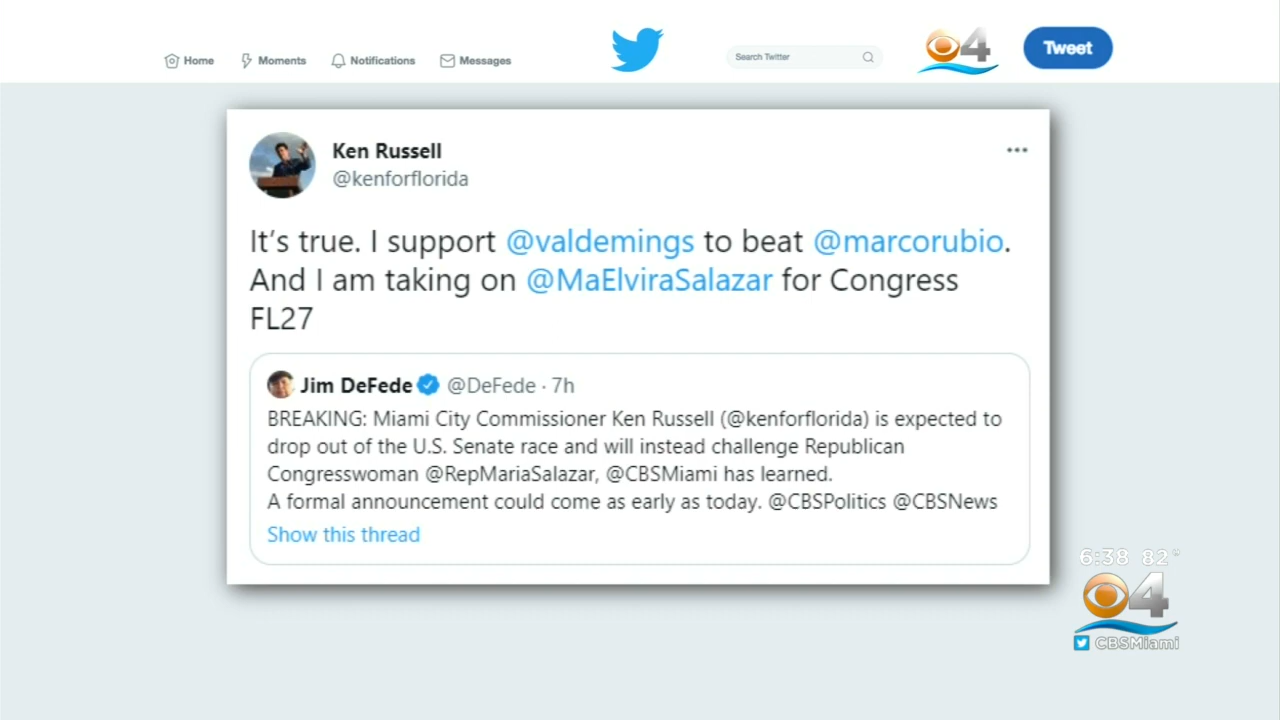 Home Moments Notifications Messages Search Twitter 4 Tweet
Ken Russell
@kenforflorida
It's true. I support @valdemings to beat @marcorubio.
And I am taking on @MaElviraSalazar for Congress
FL27
Jim DeFede @DeFede · 7h
BREAKING: Miami City Commissioner Ken Russell (@kenforflorida) is expected to
drop out of the U.S. Senate race and will instead challenge Republican
Congresswoman @RepMariaSalazar, @CBSMiami has learned.
A formal announcement could come as early as today. @CBSPolitics @CBSNews
Show this thread
6:38 82°
4
CBSMiami